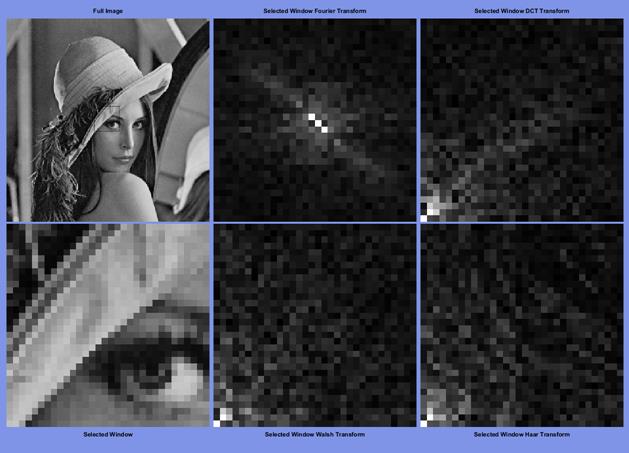 Full Image
Selected Window Fourier Transform
Selected Window DCT Transform
Selected Window
Selected Window Walsh Transform
Selected Window Haar Transform